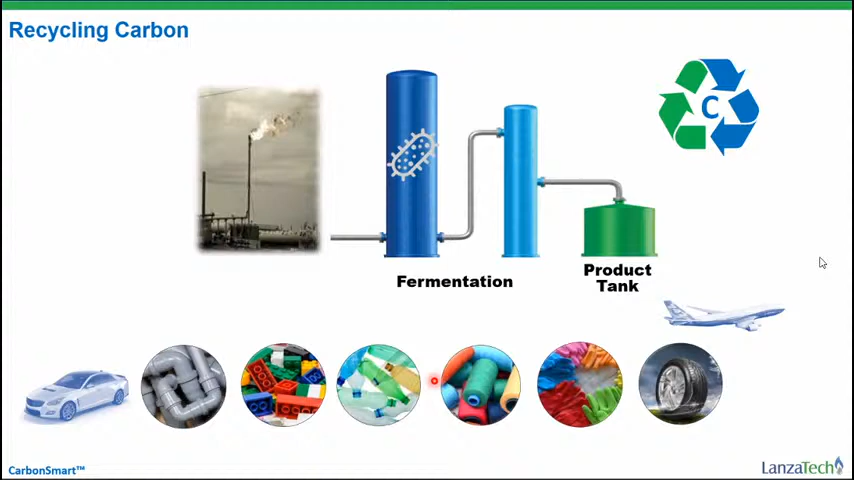 Recycling Carbon
C
Fermentation
Product
Tank
CarbonSmart™
LanzaTech